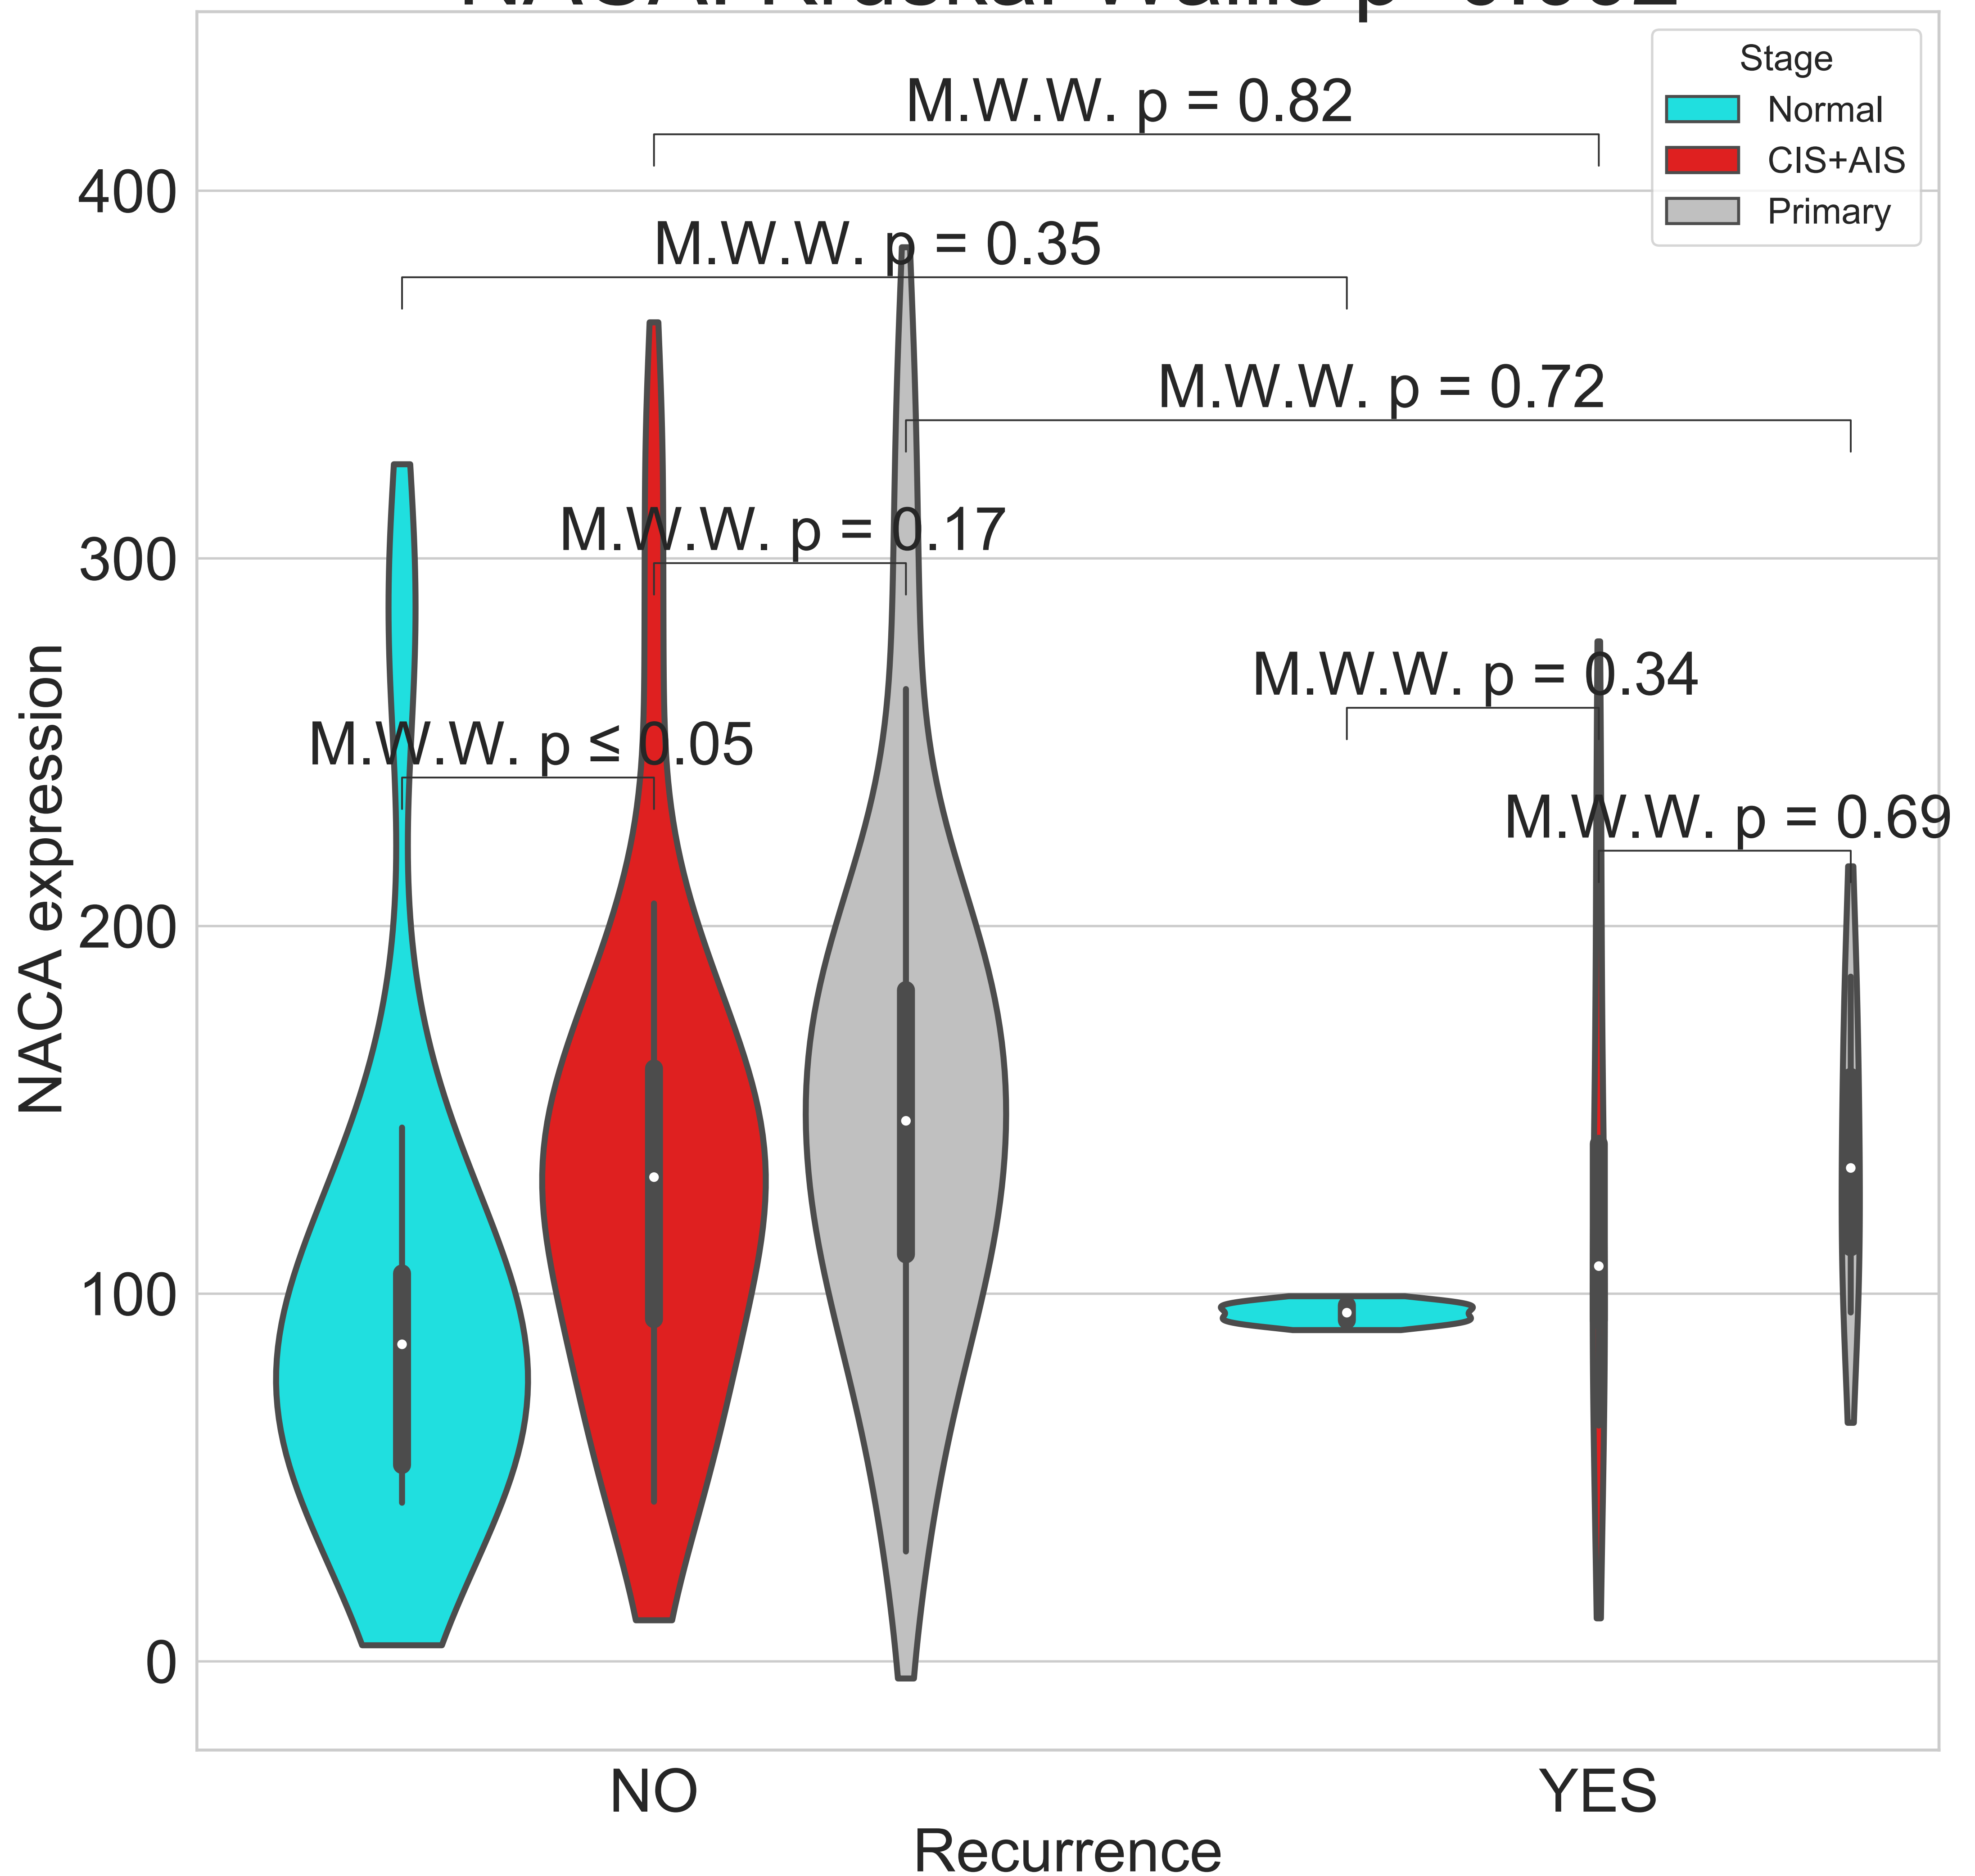 Stage
Normal
CIS+AIS
Primary
M.W.W. p = 0.82
M.W.W. p = 0.35
M.W.W. p = 0.72
M.W.W. p = 0.17
M.W.W. p = 0.34
M.W.W. p ≤ 0.05
M.W.W. p = 0.69
400
300
200
100
0
NACA expression
NO
YES
Recurrence